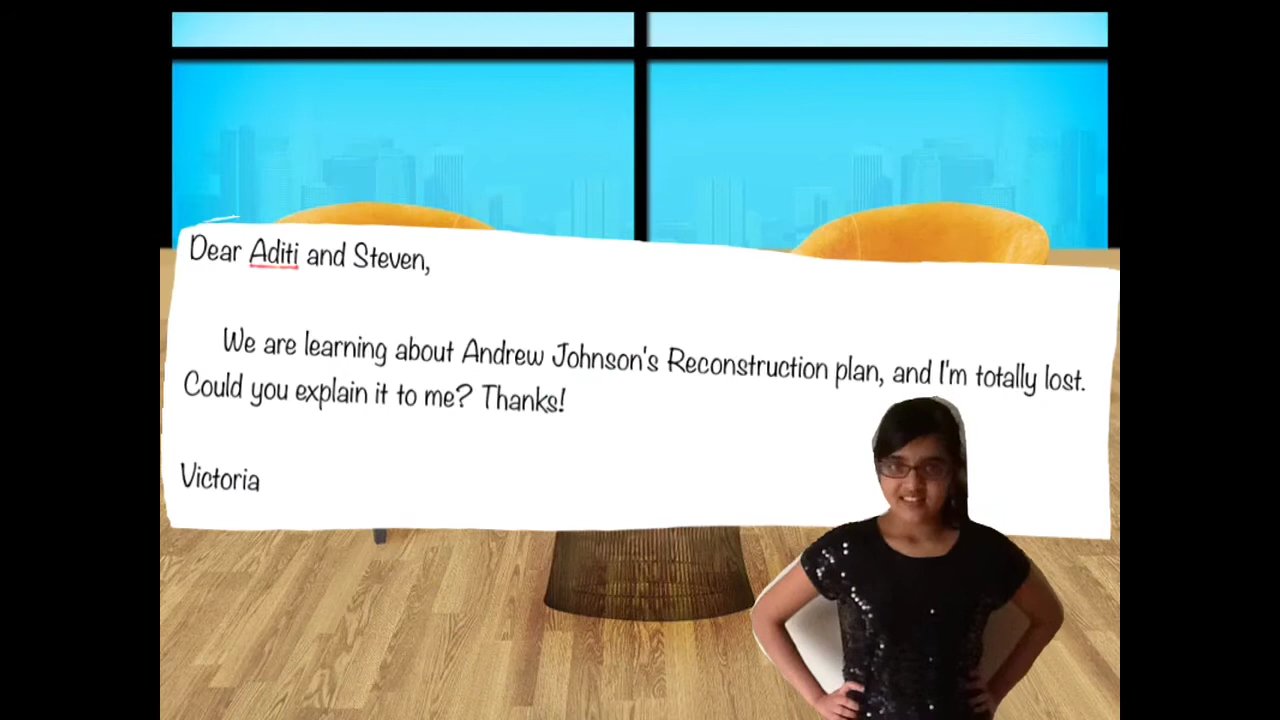 Dear Aditi and Steven,
We are learning about Andrew Johnson's Reconstruction plan, and I'm totally lost.
Could you explain it to me? Thanks!
Victoria